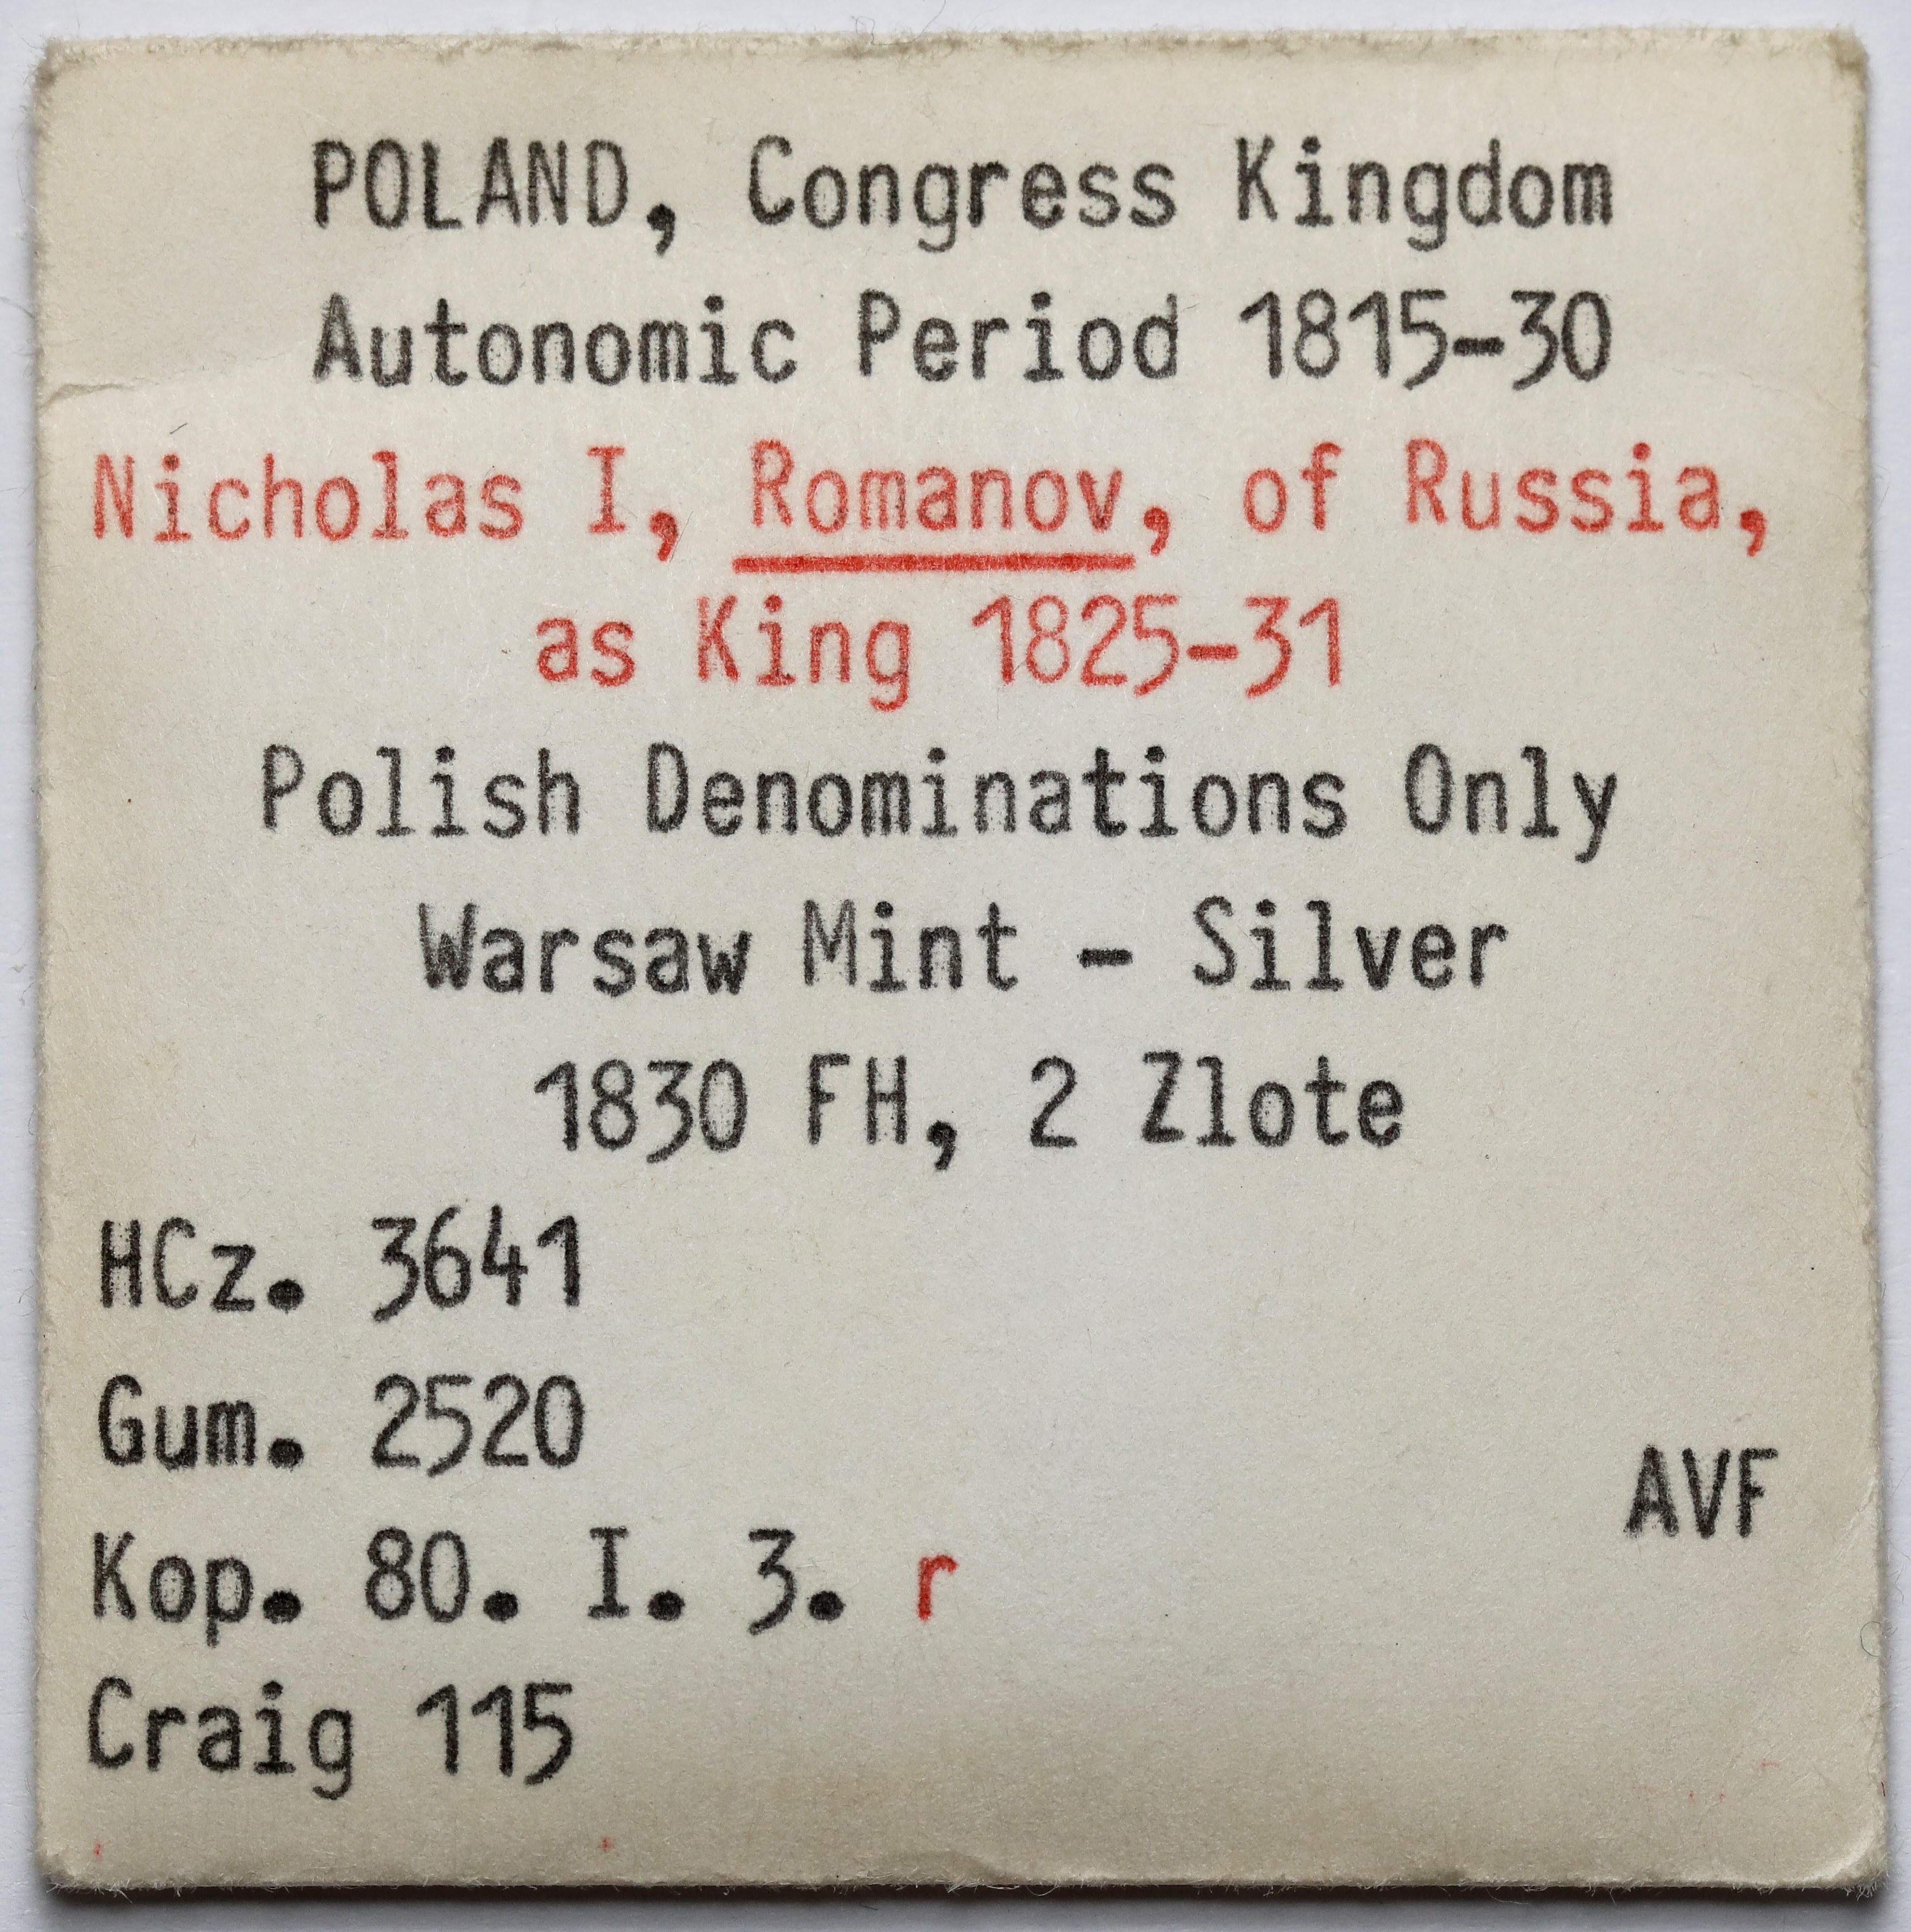 POLAND, Congress Kingdom
Autonomic Period 1815-30
Nicholas I, Romanov, of Russia,
as King 1825-31
Polish Denominations Only
Warsaw Mint - Silver
1830 FH, 2 Zlote
HCz. 3641
Gum. 2520
AVF
Kop. 80. I. 3. r
Craig 115